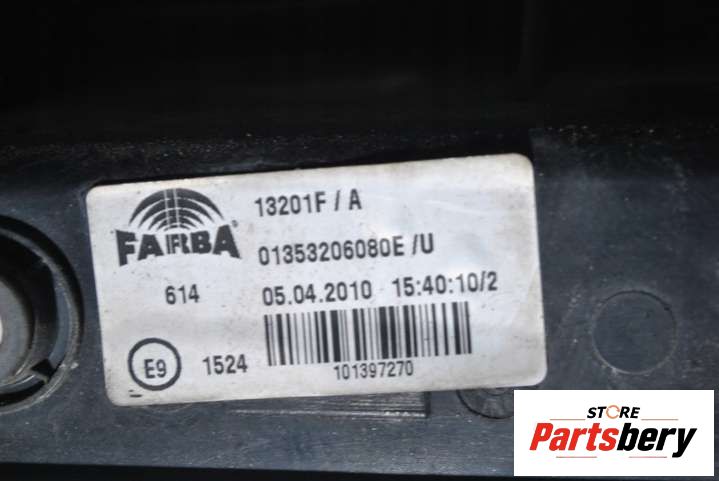 FARBA
13201F / A
01353206080E /U
614
05.04.2010 15:40:10/2
E9
1524
101397270
STORE
Partsbery